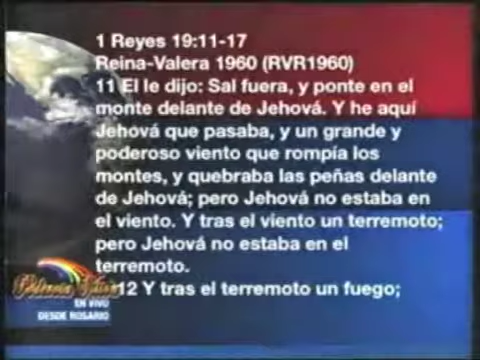 1 Reyes 19:11-17
Reina-Valera 1960 (RVR1960)
11 El le dijo: Sal fuera, y ponte en el
monte delante de Jehová. Y he aquí
Jehová que pasaba, y un grande y
poderoso viento que rompía los
montes, y quebraba las peñas delante
de Jehová; pero Jehová no estaba en
el viento. Y tras el viento un terremoto;
pero Jehová no estaba en el
terremoto.
12 Y tras el terremoto un fuego;
EN VIVO
DESDE ROSARIO